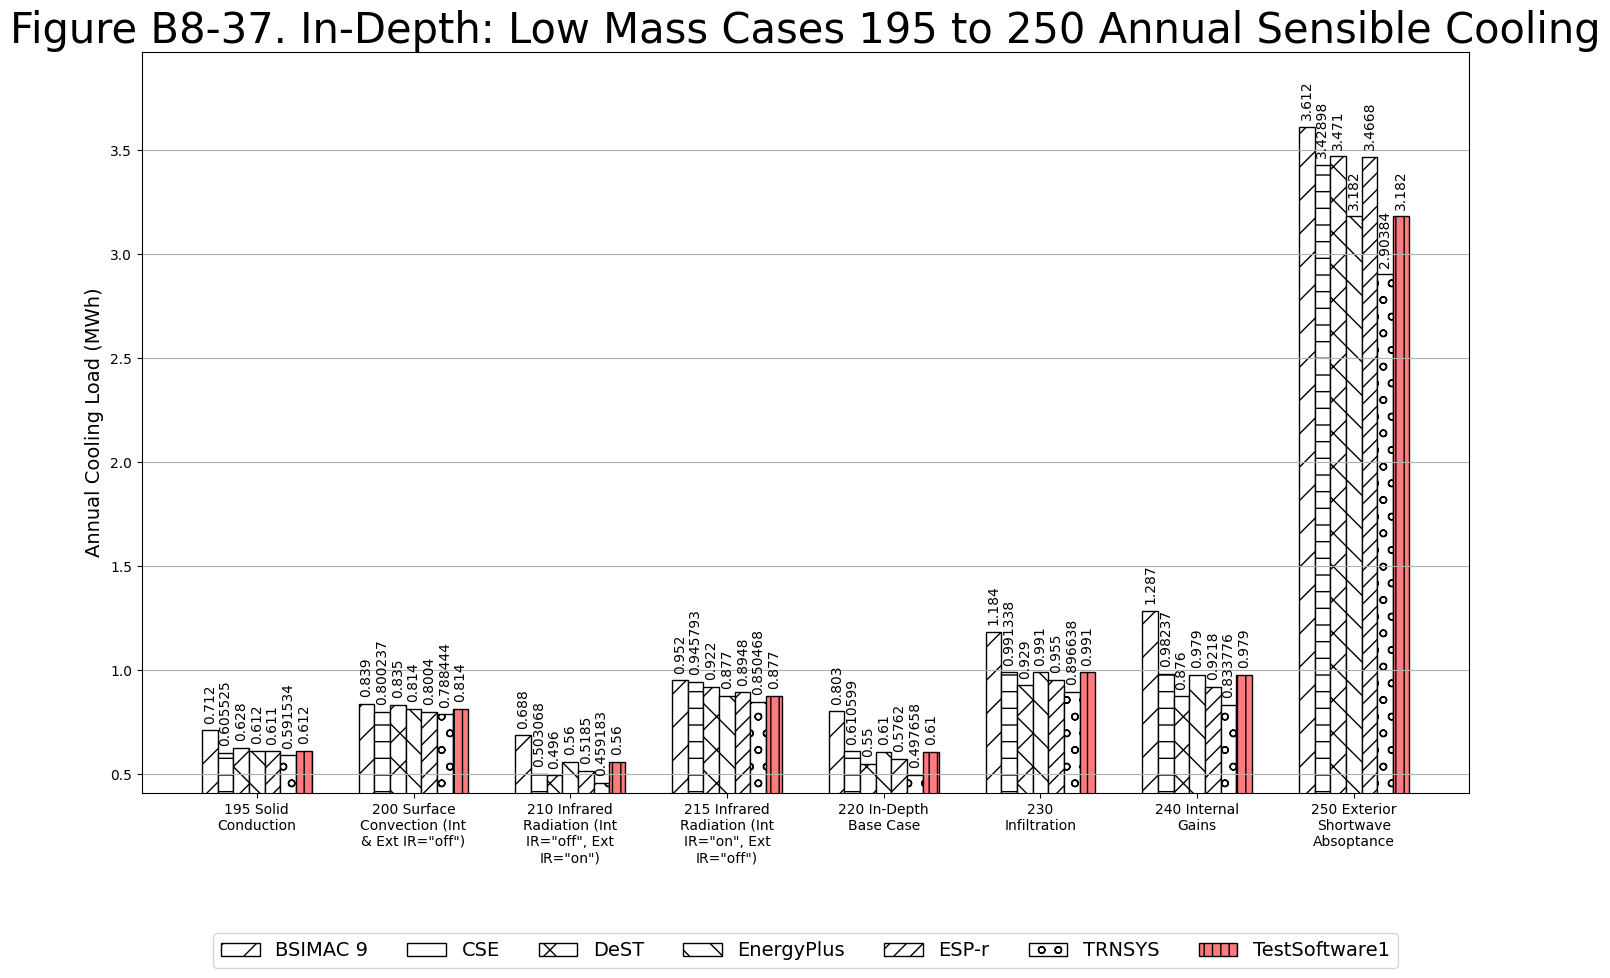 Figure B8-37. In-Depth: Low Mass Cases 195 to 250 Annual Sensible Cooling
Annual Cooling Load (MWh)
3.5
3.0
2.5
2.0
1.5
1.0
0.5
0.712
0.605525
0.628
0.612
0.611
0.591534
0.612
0.839
0.800237
0.835
0.814
0.8004
0.788444
0.814
0.688
0.503068
0.496
0.56
0.5185
0.459183
0.56
0.952
0.945793
0.922
0.877
0.8948
0.850468
0.877
0.803
0.610599
0.55
0.61
0.5762
0.497658
0.61
1.184
0.991338
0.929
0.991
0.955
0.896638
0.991
1.287
0.98237
0.876
0.979
0.9218
0.833776
0.979
3.612
3.42898
3.471
3.182
3.4668
2.90384
3.182
195 Solid
Conduction
200 Surface
Convection (Int
& Ext IR="off")
210 Infrared
Radiation (Int
IR="off", Ext
IR="on")
215 Infrared
Radiation (Int
IR="on", Ext
IR="off")
220 In-Depth
Base Case
230
Infiltration
240 Internal
Gains
250 Exterior
Shortwave
Absoptance
BSIMAC 9
CSE
DeST
EnergyPlus
ESP-r
TRNSYS
TestSoftware1